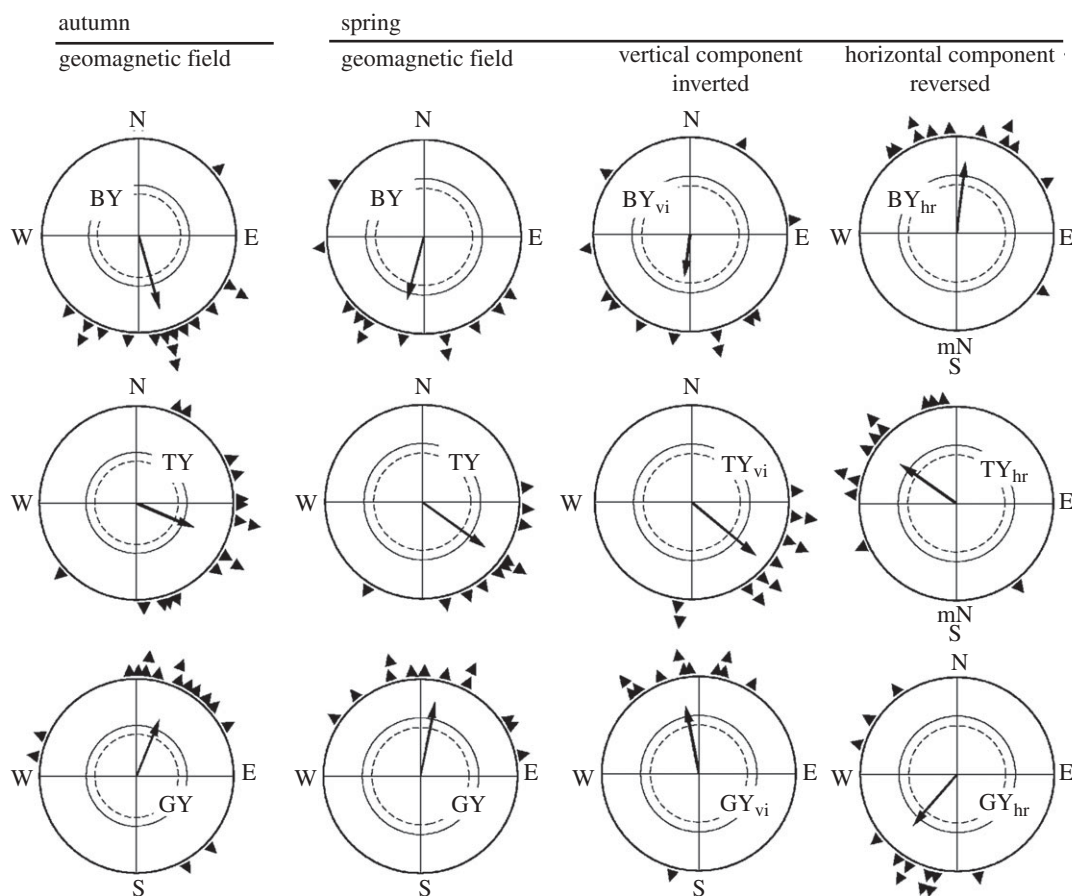 autumn spring
geomagnetic field geomagnetic field vertical component inverted horizontal component reversed
N N N
BY BY BY_vi BY_hr
W E E W E W E
mN
S
N N
TY TY TY_vi TY_hr
W W W E
mN
S
N
GY GY GY_vi GY_hr
W E W E W E W E
S S S